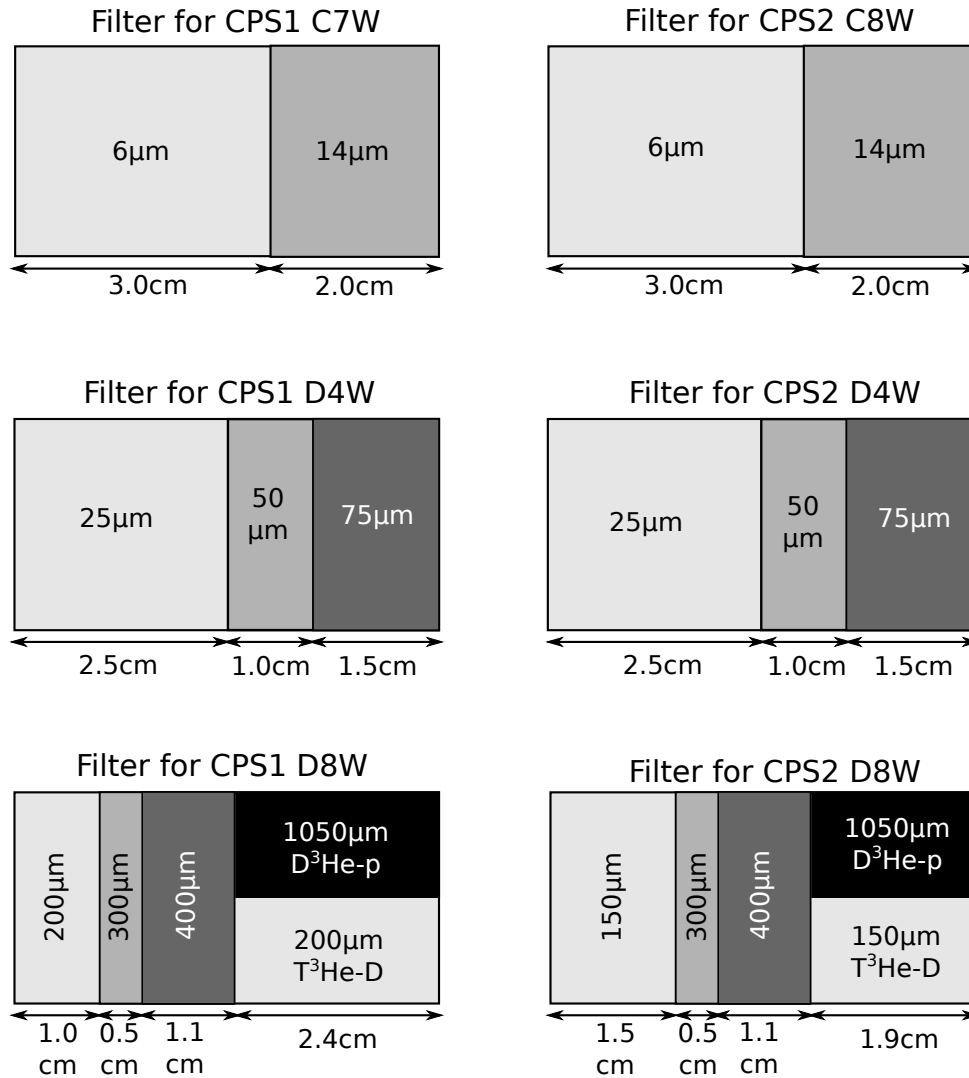 Filter for CPS1 C7W
6µm
14µm
3.0cm
2.0cm
Filter for CPS2 C8W
6µm
14µm
3.0cm
2.0cm
Filter for CPS1 D4W
25µm
50
µm
75µm
2.5cm
1.0cm
1.5cm
Filter for CPS2 D4W
25µm
50
µm
75µm
2.5cm
1.0cm
1.5cm
Filter for CPS1 D8W
200µm
300µm
400µm
1050µm
D³He-p
200µm
T³He-D
1.0
cm
0.5
cm
1.1
cm
2.4cm
Filter for CPS2 D8W
150µm
300µm
400µm
1050µm
D³He-p
150µm
T³He-D
1.5
cm
0.5
cm
1.1
cm
1.9cm